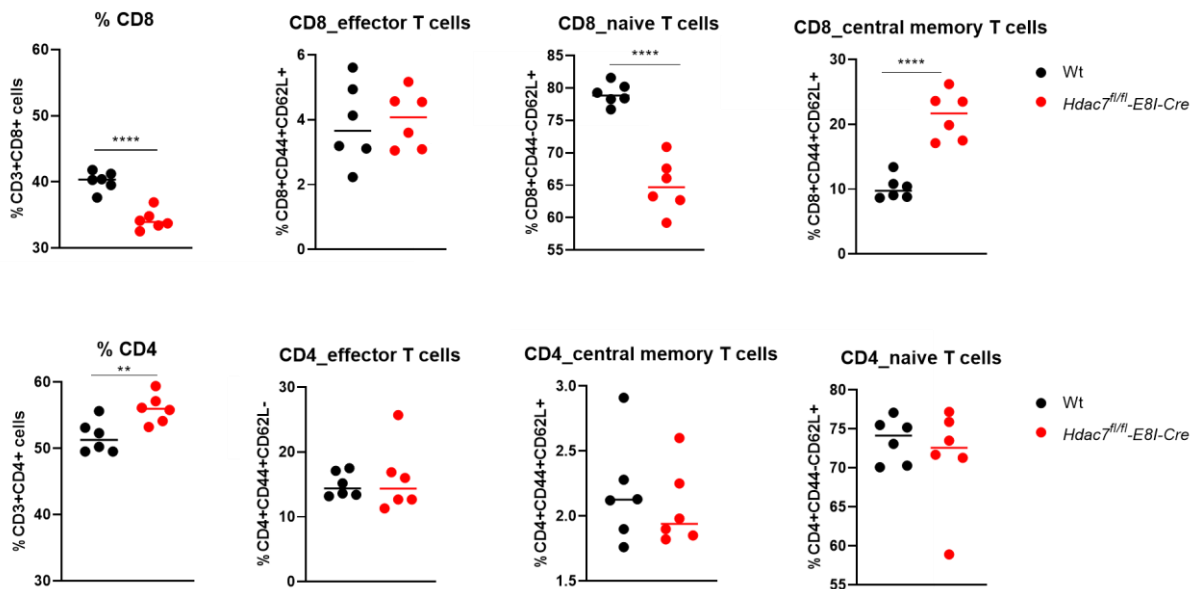 % CD8
% CD3+CD8+ cells
60
50
40
30
****
CD8_effector T cells
% CD8+CD44+CD62L+
6
4
2
0
CD8_naive T cells
% CD8+CD44-CD62L+
85
80
75
70
65
60
55
****
CD8_central memory T cells
% CD8+CD44+CD62L+
30
20
10
0
****
Wt
Hdac7fl/fl-E8I-Cre
% CD4
% CD3+CD4+ cells
60
50
40
30
**
CD4_effector T cells
% CD4+CD44+CD62L-
30
20
10
0
CD4_central memory T cells
% CD4+CD44+CD62L+
3.0
2.5
2.0
1.5
CD4_naive T cells
% CD4+CD44-CD62L+
80
75
70
65
60
55
Wt
Hdac7fl/fl-E8I-Cre